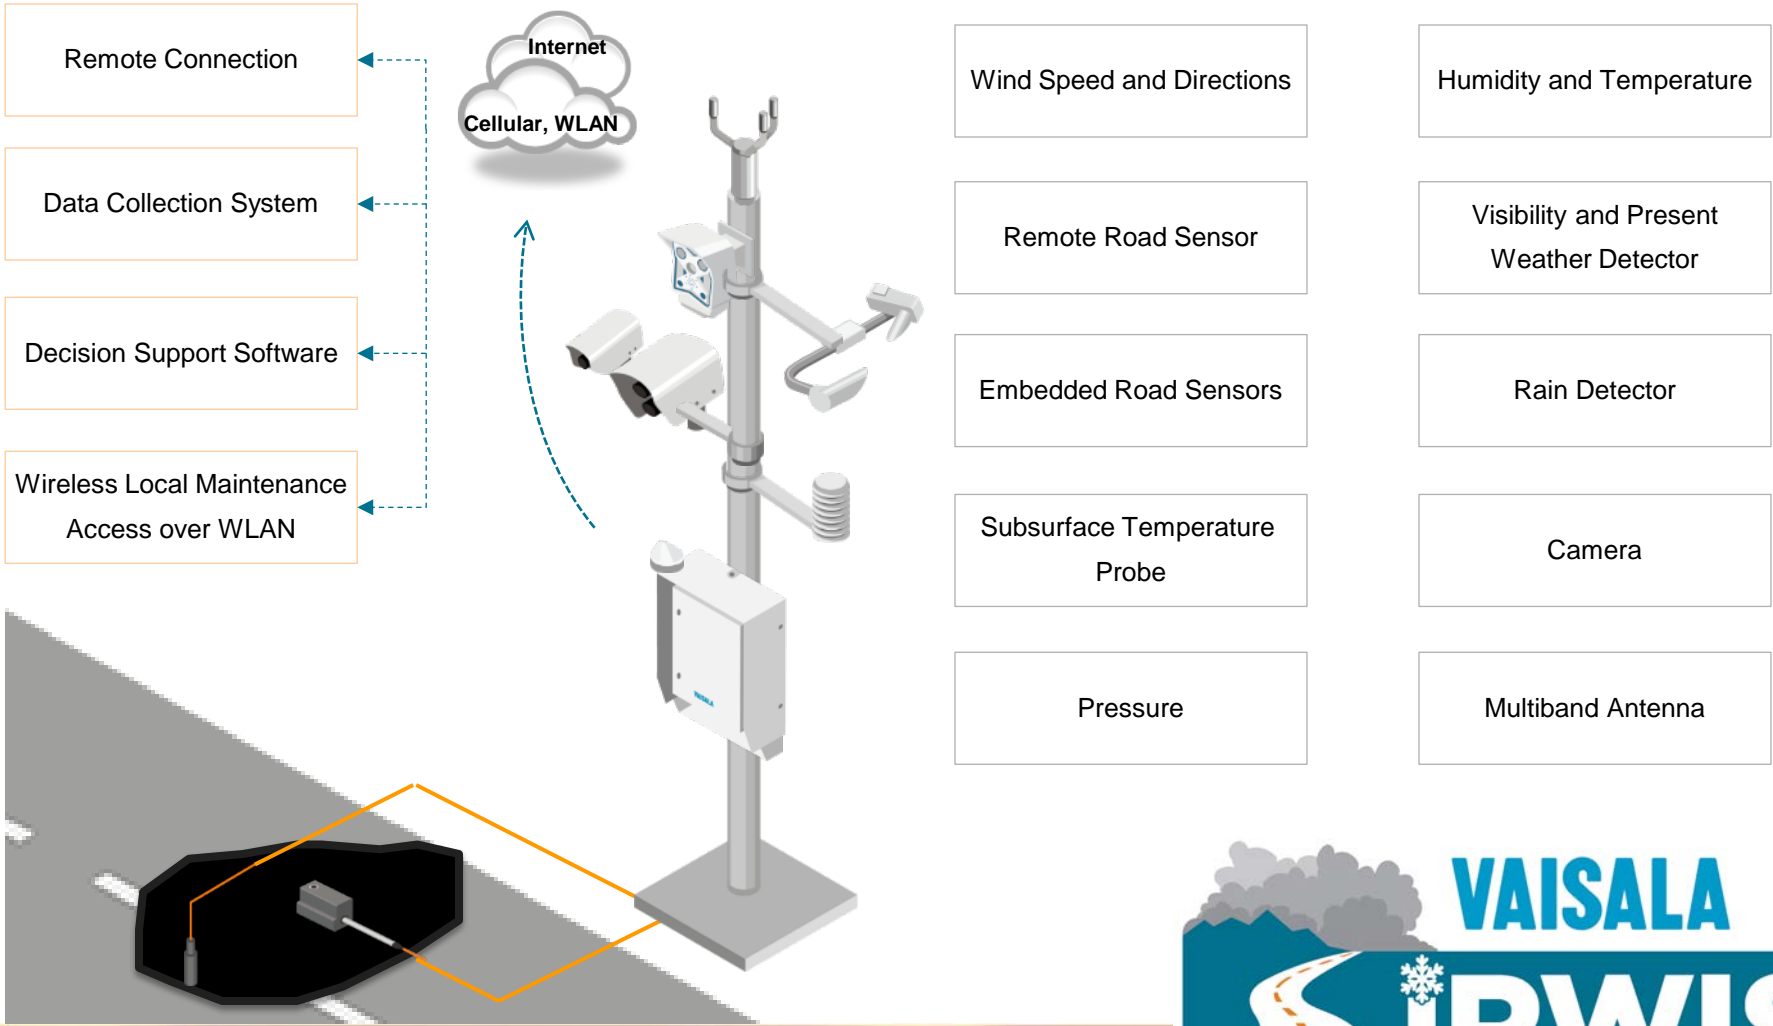 Remote Connection
Data Collection System
Decision Support Software
Wireless Local Maintenance
Access over WLAN
Internet
Cellular, WLAN
VAISALA
Wind Speed and Directions
Humidity and Temperature
Remote Road Sensor
Visibility and Present
Weather Detector
Embedded Road Sensors
Rain Detector
Subsurface Temperature
Probe
Camera
Pressure
Multiband Antenna
VAISALA
iRWIS